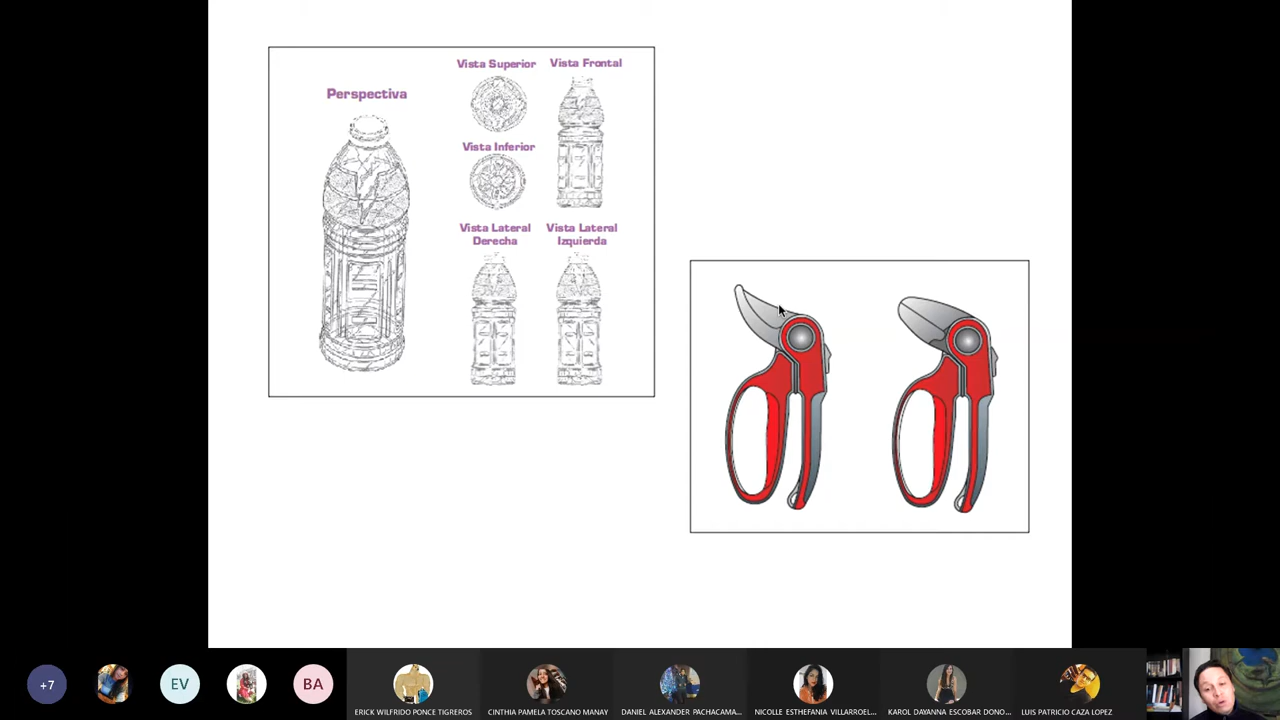 Perspectiva
Vista Superior
Vista Frontal
Vista Inferior
Vista Lateral
Derecha
Vista Lateral
Izquierda
+7
EV
BA
ERICK WILFRIDO PONCE TIGREROS
CINTHIA PAMELA TOSCANO MANAY
DANIEL ALEXANDER PACHACAMA...
NICOLLE ESTHEFANIA VILLARROEL...
KAROL DAYANNA ESCOBAR DONO...
LUIS PATRICIO CAZA LOPEZ